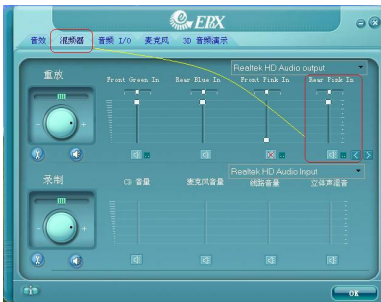 EBX
音效 混频器 音频 I/O 麦克风 3D 音频演示
Realtek HD Audio output
重放
Front Green In Rear Blue In Front Pink In Rear Pink In
Realtek HD Audio Input
录制
CD 音量 麦克风音量 线路音量 立体声混音
OK